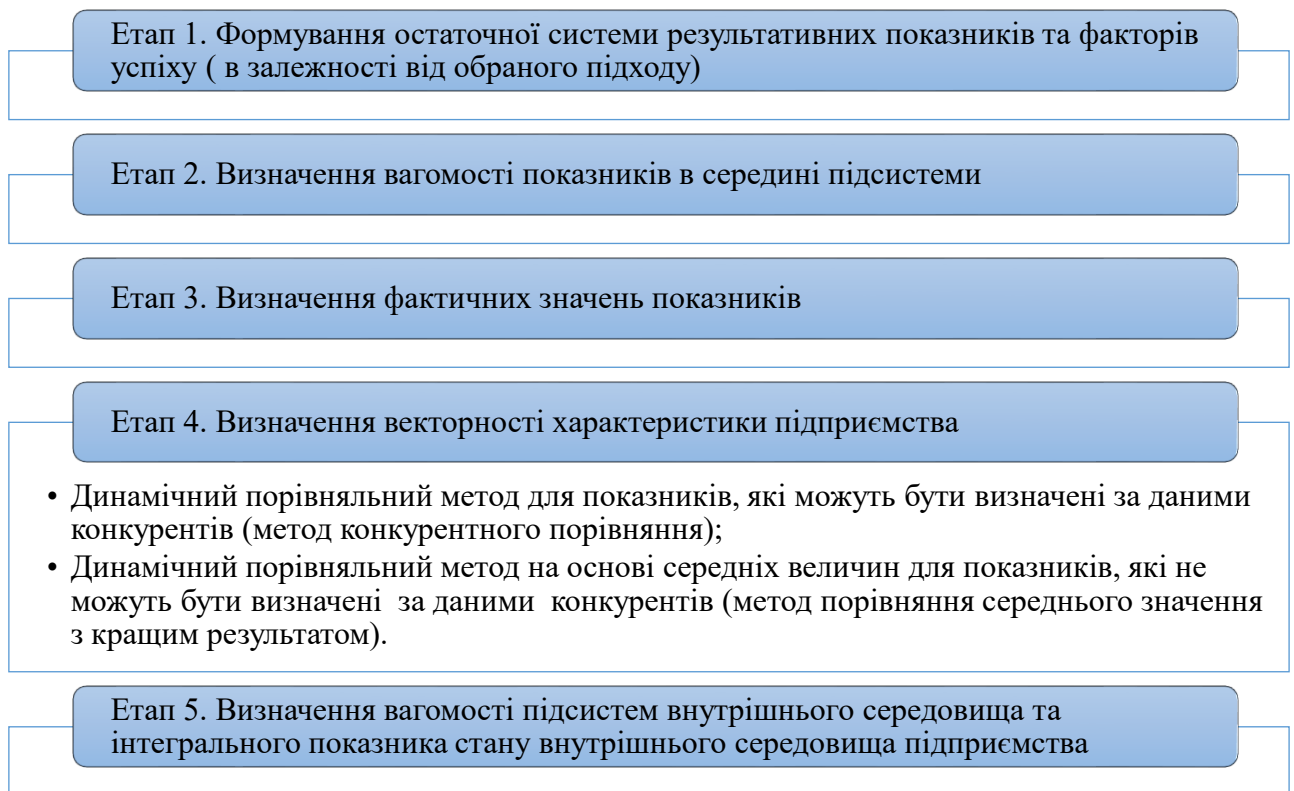 Етап 1. Формування остаточної системи результативних показників та факторів
успіху ( в залежності від обраного підходу)
Етап 2. Визначення вагомості показників в середині підсистеми
Етап 3. Визначення фактичних значень показників
Етап 4. Визначення векторності характеристики підприємства
• Динамічний порівняльний метод для показників, які можуть бути визначені за даними
конкурентів (метод конкурентного порівняння);
• Динамічний порівняльний метод на основі середніх величин для показників, які не
можуть бути визначені за даними конкурентів (метод порівняння середнього значення
з кращим результатом).
Етап 5. Визначення вагомості підсистем внутрішнього середовища та
інтегрального показника стану внутрішнього середовища підприємства